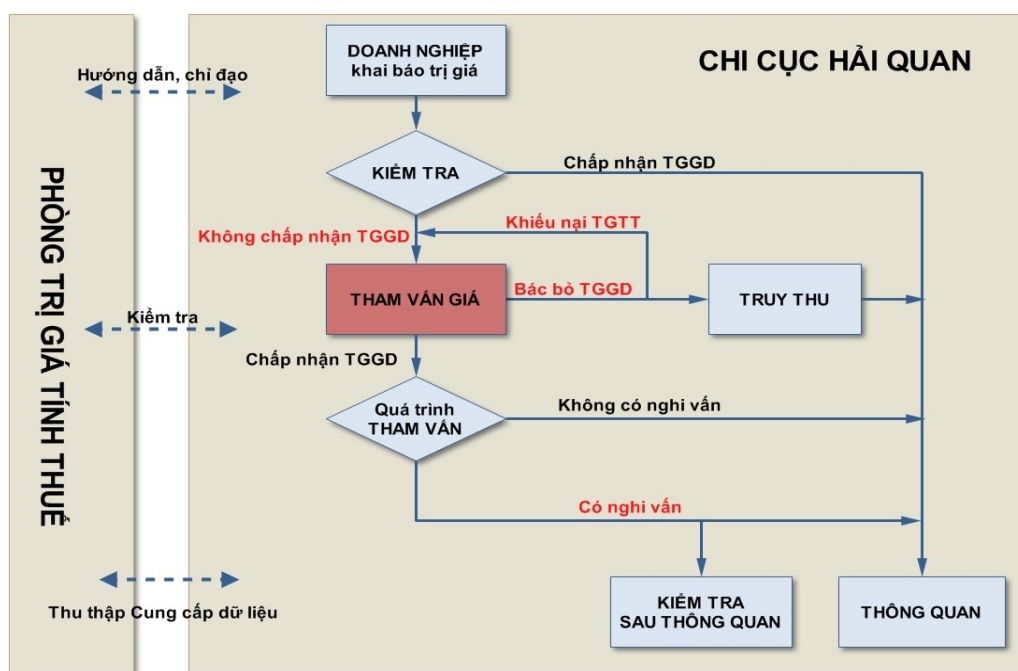 PHÒNG TRỊ GIÁ TÍNH THUẾ
Hướng dẫn, chỉ đạo
Kiểm tra
Thu thập Cung cấp dữ liệu
CHI CỤC HẢI QUAN
DOANH NGHIỆP
khai báo trị giá
KIỂM TRA
Chấp nhận TGGD
Không chấp nhận TGGD
Khiếu nại TGTT
THAM VẤN GIÁ
Bác bỏ TGGD
TRUY THU
Chấp nhận TGGD
Quá trình
THAM VẤN
Không có nghi vấn
Có nghi vấn
KIỂM TRA
SAU THÔNG QUAN
THÔNG QUAN